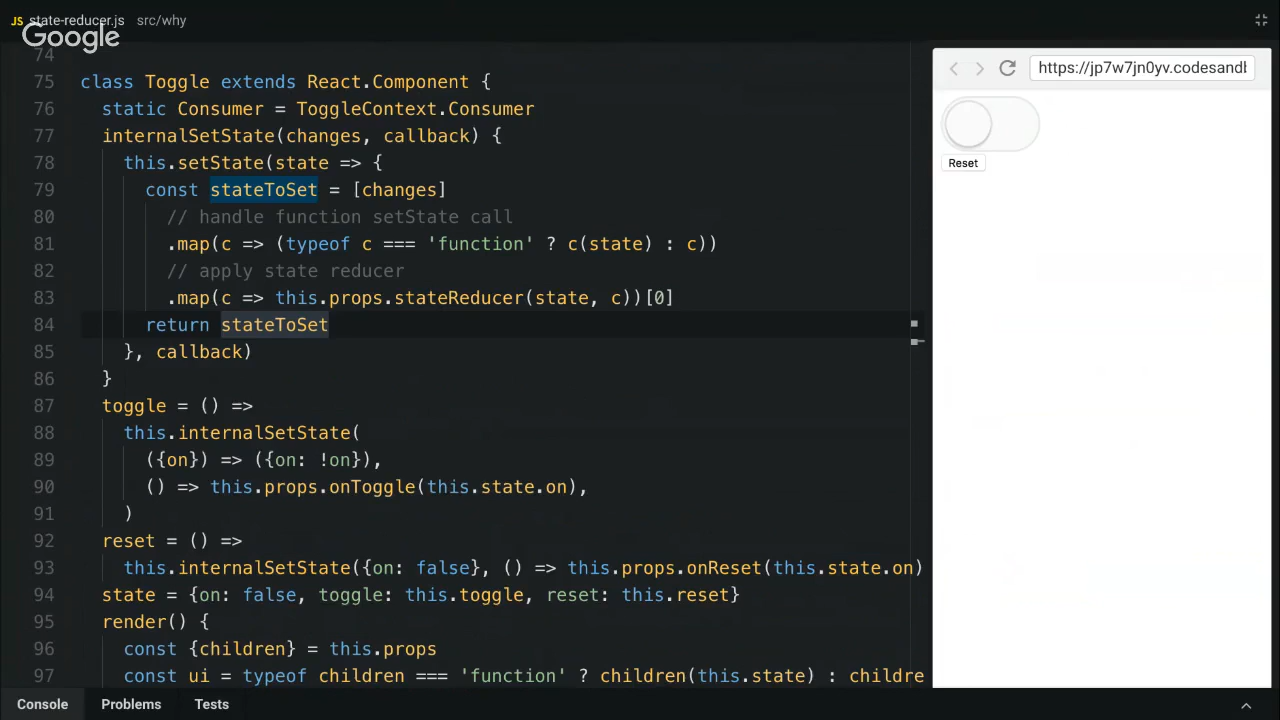 JS state-reducer.js src/why
Google
74
75 class Toggle extends React.Component {
76 static Consumer = ToggleContext.Consumer
77 internalSetState(changes, callback) {
78 this.setState(state => {
79 const stateToSet = [changes]
80 // handle function setState call
81 .map(c => (typeof c === 'function' ? c(state) : c))
82 // apply state reducer
83 .map(c => this.props.stateReducer(state, c))[0]
84 return stateToSet
85 }, callback)
86 }
87 toggle = () =>
88 this.internalSetState(
89 ({on}) => ({on: !on}),
90 () => this.props.onToggle(this.state.on),
91 )
92 reset = () =>
93 this.internalSetState({on: false}, () => this.props.onReset(this.state.on)
94 state = {on: false, toggle: this.toggle, reset: this.reset}
95 render() {
96 const {children} = this.props
97 const ui = typeof children === 'function' ? children(this.state) : childre
https://jp7w7jn0yv.codesandb
Reset
Console Problems Tests